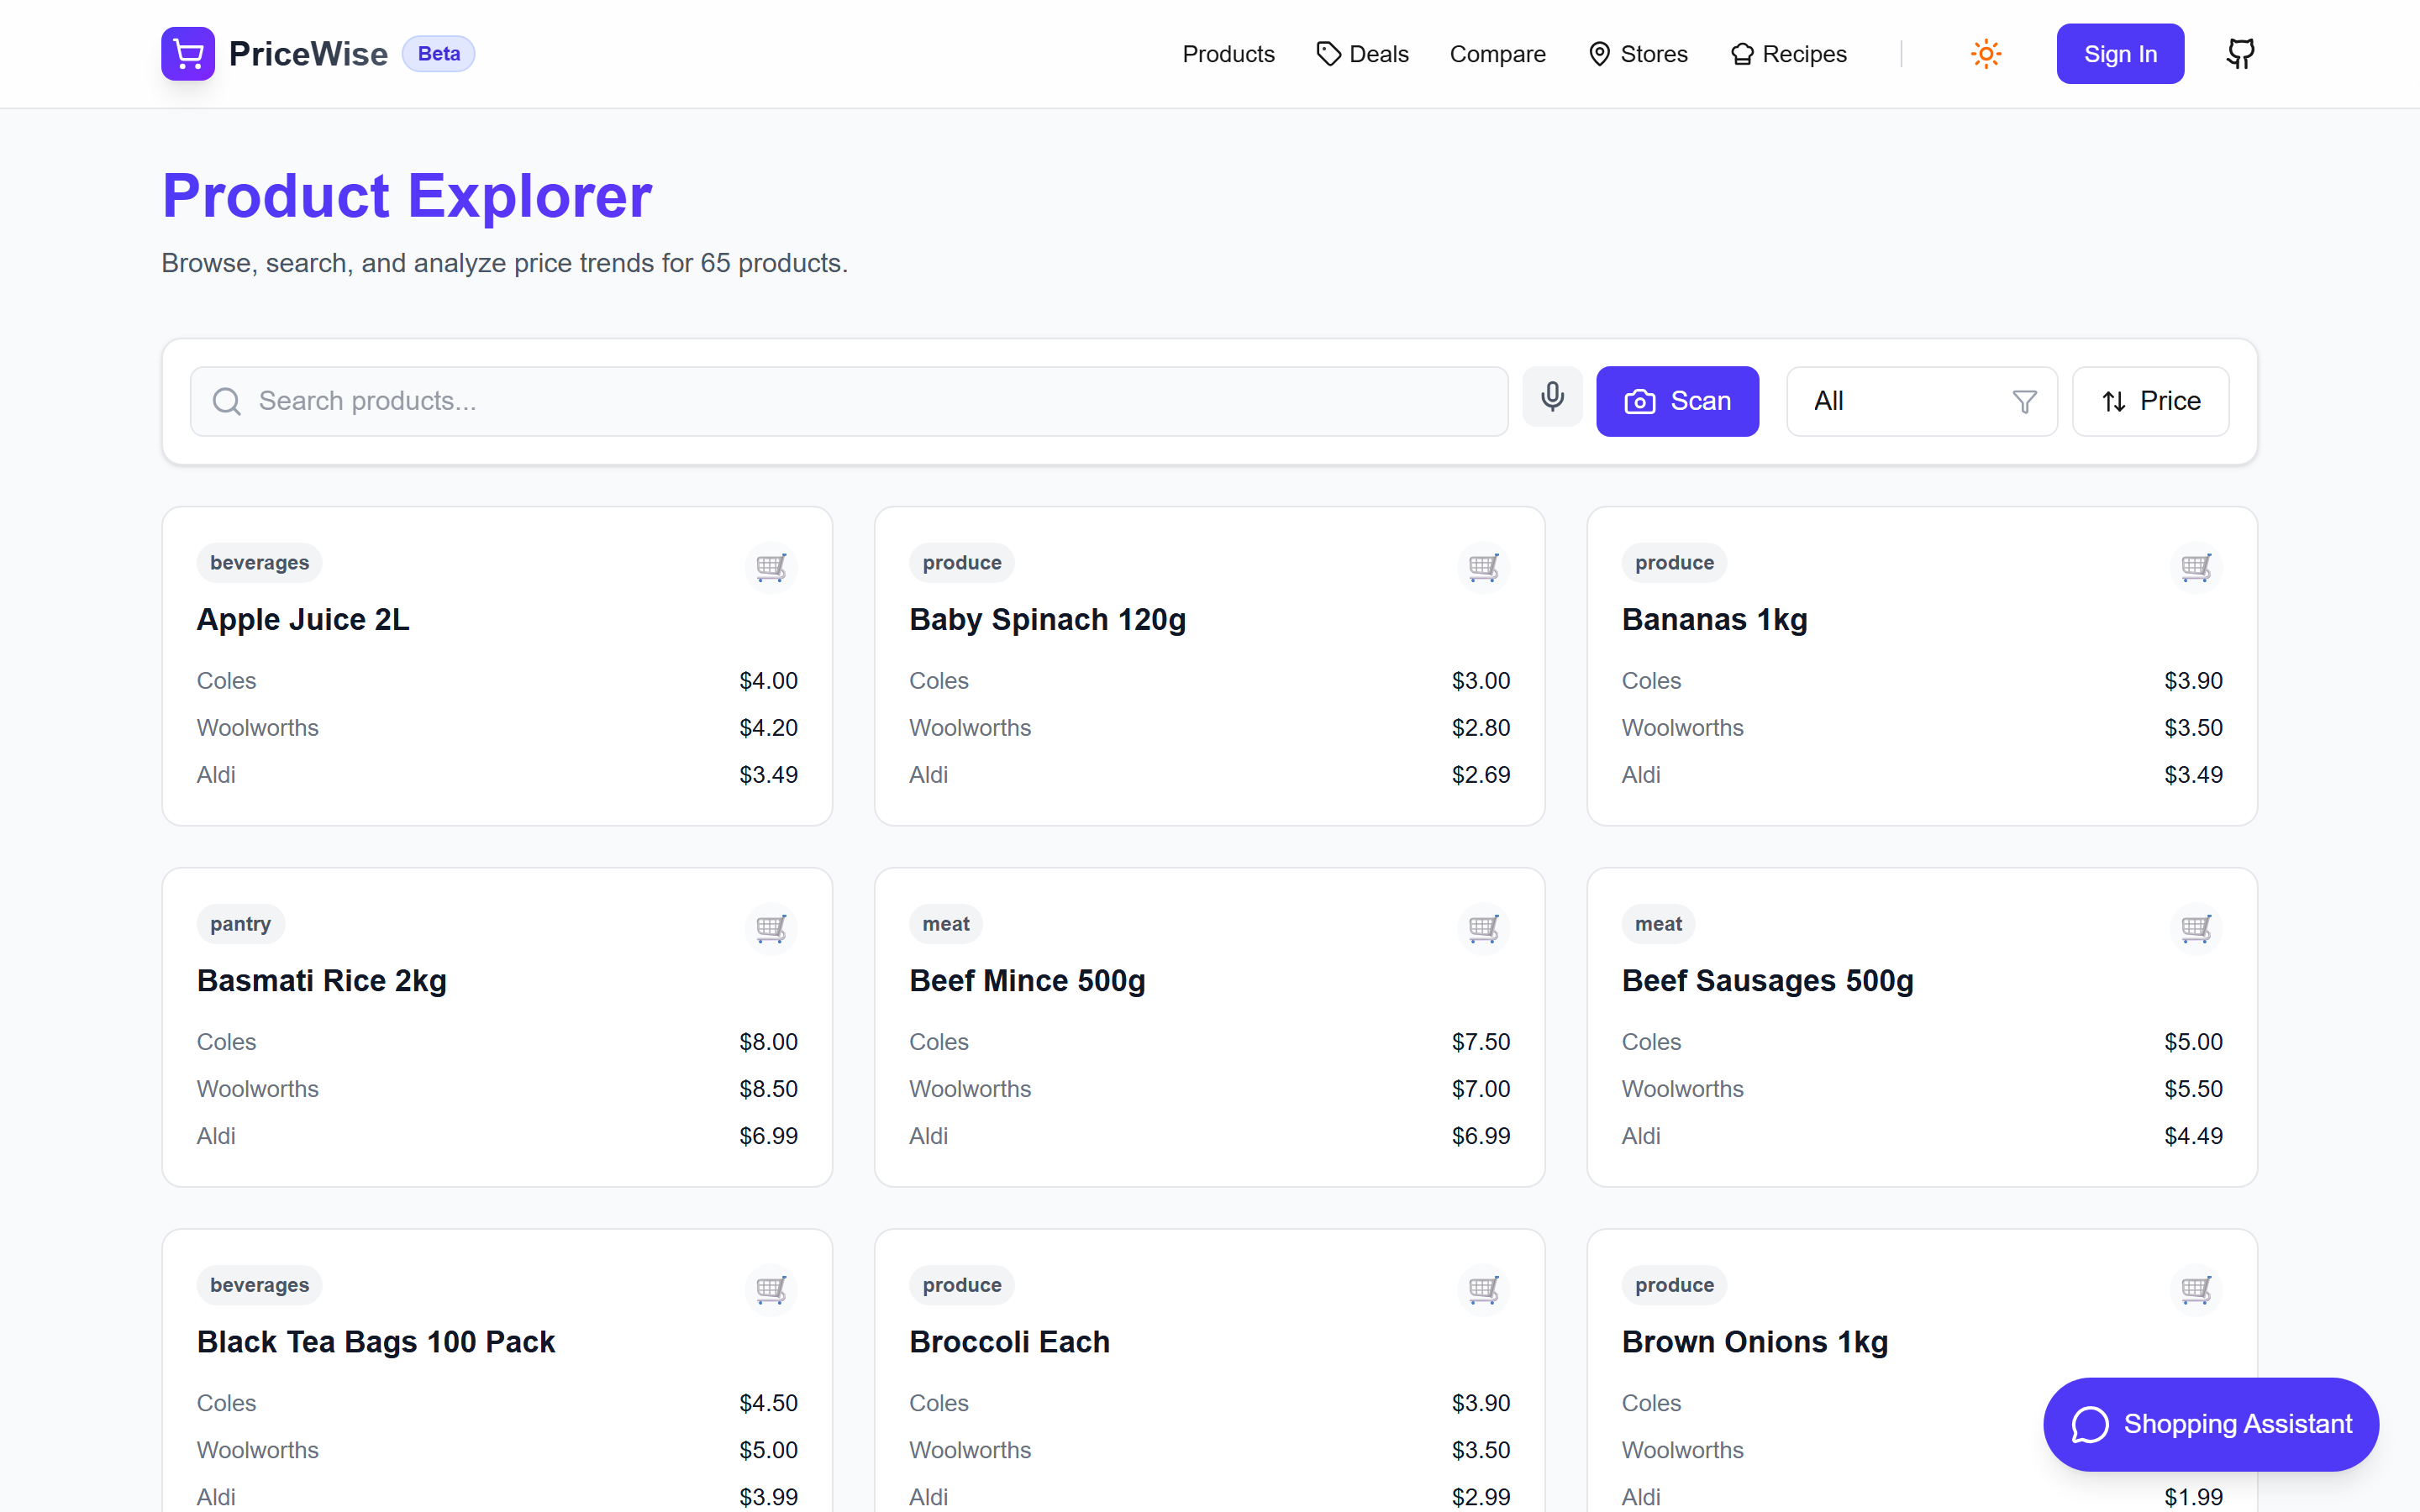 PriceWise Beta Products Deals Compare Stores Recipes Sign In
Product Explorer
Browse, search, and analyze price trends for 65 products.
Search products... Scan All Price
beverages
Apple Juice 2L
Coles $4.00
Woolworths $4.20
Aldi $3.49
produce
Baby Spinach 120g
Coles $3.00
Woolworths $2.80
Aldi $2.69
produce
Bananas 1kg
Coles $3.90
Woolworths $3.50
Aldi $3.49
pantry
Basmati Rice 2kg
Coles $8.00
Woolworths $8.50
Aldi $6.99
meat
Beef Mince 500g
Coles $7.50
Woolworths $7.00
Aldi $6.99
meat
Beef Sausages 500g
Coles $5.00
Woolworths $5.50
Aldi $4.49
beverages
Black Tea Bags 100 Pack
Coles $4.50
Woolworths $5.00
Aldi $3.99
produce
Broccoli Each
Coles $3.90
Woolworths $3.50
Aldi $2.99
produce
Brown Onions 1kg
Coles
Woolworths
Aldi $1.99
Shopping Assistant